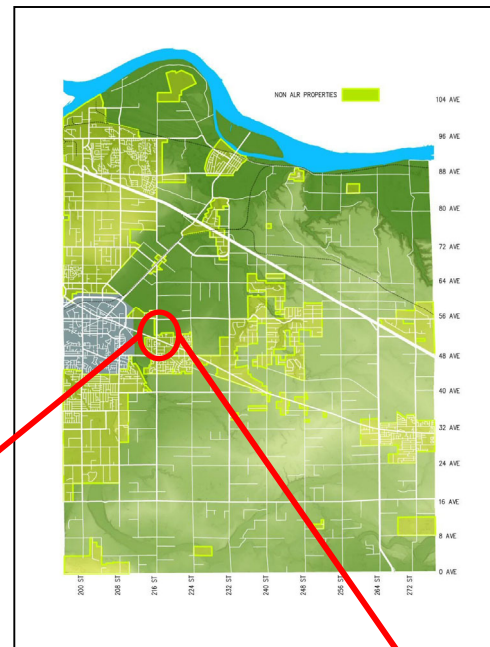 NON ALR PROPERTIES
104 AVE
96 AVE
88 AVE
80 AVE
72 AVE
64 AVE
56 AVE
48 AVE
40 AVE
32 AVE
24 AVE
16 AVE
8 AVE
0 AVE
200 ST
208 ST
216 ST
224 ST
232 ST
240 ST
248 ST
256 ST
264 ST
272 ST